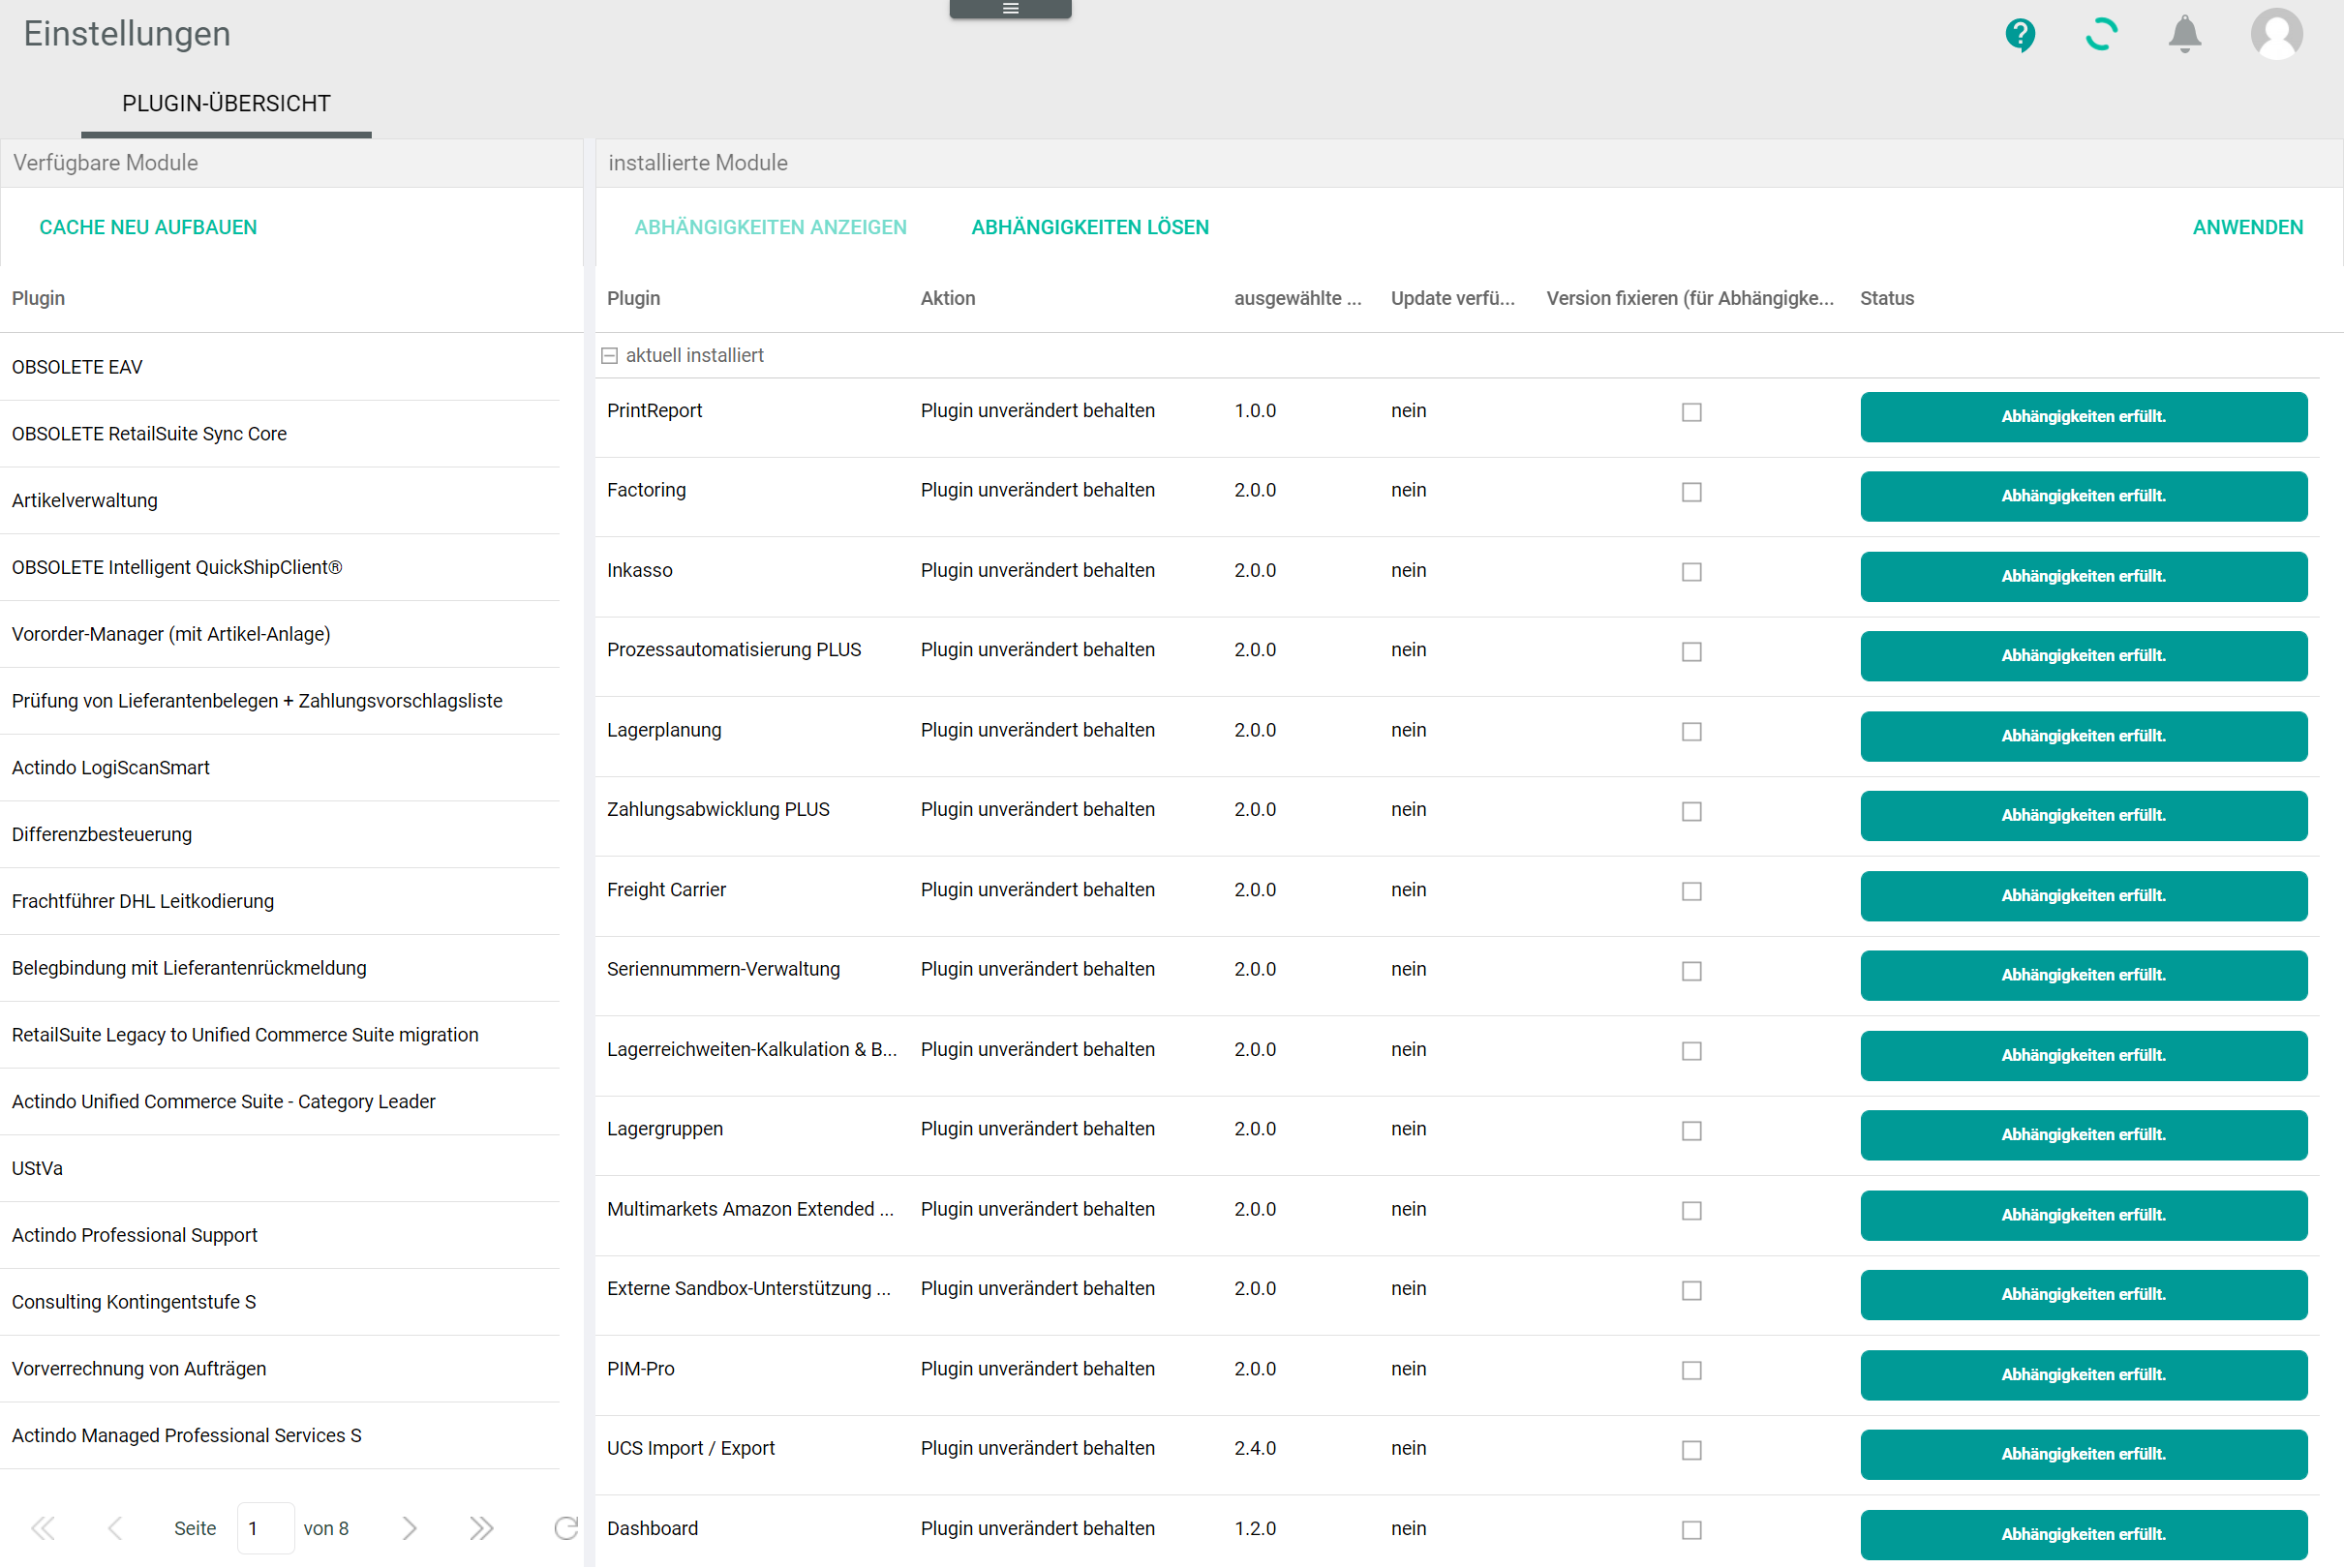 Einstellungen
PLUGIN-ÜBERSICHT
Verfügbare Module
CACHE NEU AUFBAUEN
Plugin
OBSOLETE EAV
OBSOLETE RetailSuite Sync Core
Artikelverwaltung
OBSOLETE Intelligent QuickShipClient®
Vororder-Manager (mit Artikel-Anlage)
Prüfung von Lieferantenbelegen + Zahlungsvorschlagsliste
Actindo LogiScanSmart
Differenzbesteuerung
Frachtführer DHL Leitkodierung
Belegbindung mit Lieferantenrückmeldung
RetailSuite Legacy to Unified Commerce Suite migration
Actindo Unified Commerce Suite - Category Leader
UStVa
Actindo Professional Support
Consulting Kontingentstufe S
Vorverrechnung von Aufträgen
Actindo Managed Professional Services S
Seite 1 von 8
installierte Module
ABHÄNGIGKEITEN ANZEIGEN ABHÄNGIGKEITEN LÖSEN ANWENDEN
Plugin Aktion ausgewählte ... Update verfü... Version fixieren (für Abhängigke... Status
aktuell installiert
PrintReport Plugin unverändert behalten 1.0.0 nein Abhängigkeiten erfüllt.
Factoring Plugin unverändert behalten 2.0.0 nein Abhängigkeiten erfüllt.
Inkasso Plugin unverändert behalten 2.0.0 nein Abhängigkeiten erfüllt.
Prozessautomatisierung PLUS Plugin unverändert behalten 2.0.0 nein Abhängigkeiten erfüllt.
Lagerplanung Plugin unverändert behalten 2.0.0 nein Abhängigkeiten erfüllt.
Zahlungsabwicklung PLUS Plugin unverändert behalten 2.0.0 nein Abhängigkeiten erfüllt.
Freight Carrier Plugin unverändert behalten 2.0.0 nein Abhängigkeiten erfüllt.
Seriennummern-Verwaltung Plugin unverändert behalten 2.0.0 nein Abhängigkeiten erfüllt.
Lagerreichweiten-Kalkulation & B... Plugin unverändert behalten 2.0.0 nein Abhängigkeiten erfüllt.
Lagergruppen Plugin unverändert behalten 2.0.0 nein Abhängigkeiten erfüllt.
Multimarkets Amazon Extended ... Plugin unverändert behalten 2.0.0 nein Abhängigkeiten erfüllt.
Externe Sandbox-Unterstützung ... Plugin unverändert behalten 2.0.0 nein Abhängigkeiten erfüllt.
PIM-Pro Plugin unverändert behalten 2.0.0 nein Abhängigkeiten erfüllt.
UCS Import / Export Plugin unverändert behalten 2.4.0 nein Abhängigkeiten erfüllt.
Dashboard Plugin unverändert behalten 1.2.0 nein Abhängigkeiten erfüllt.